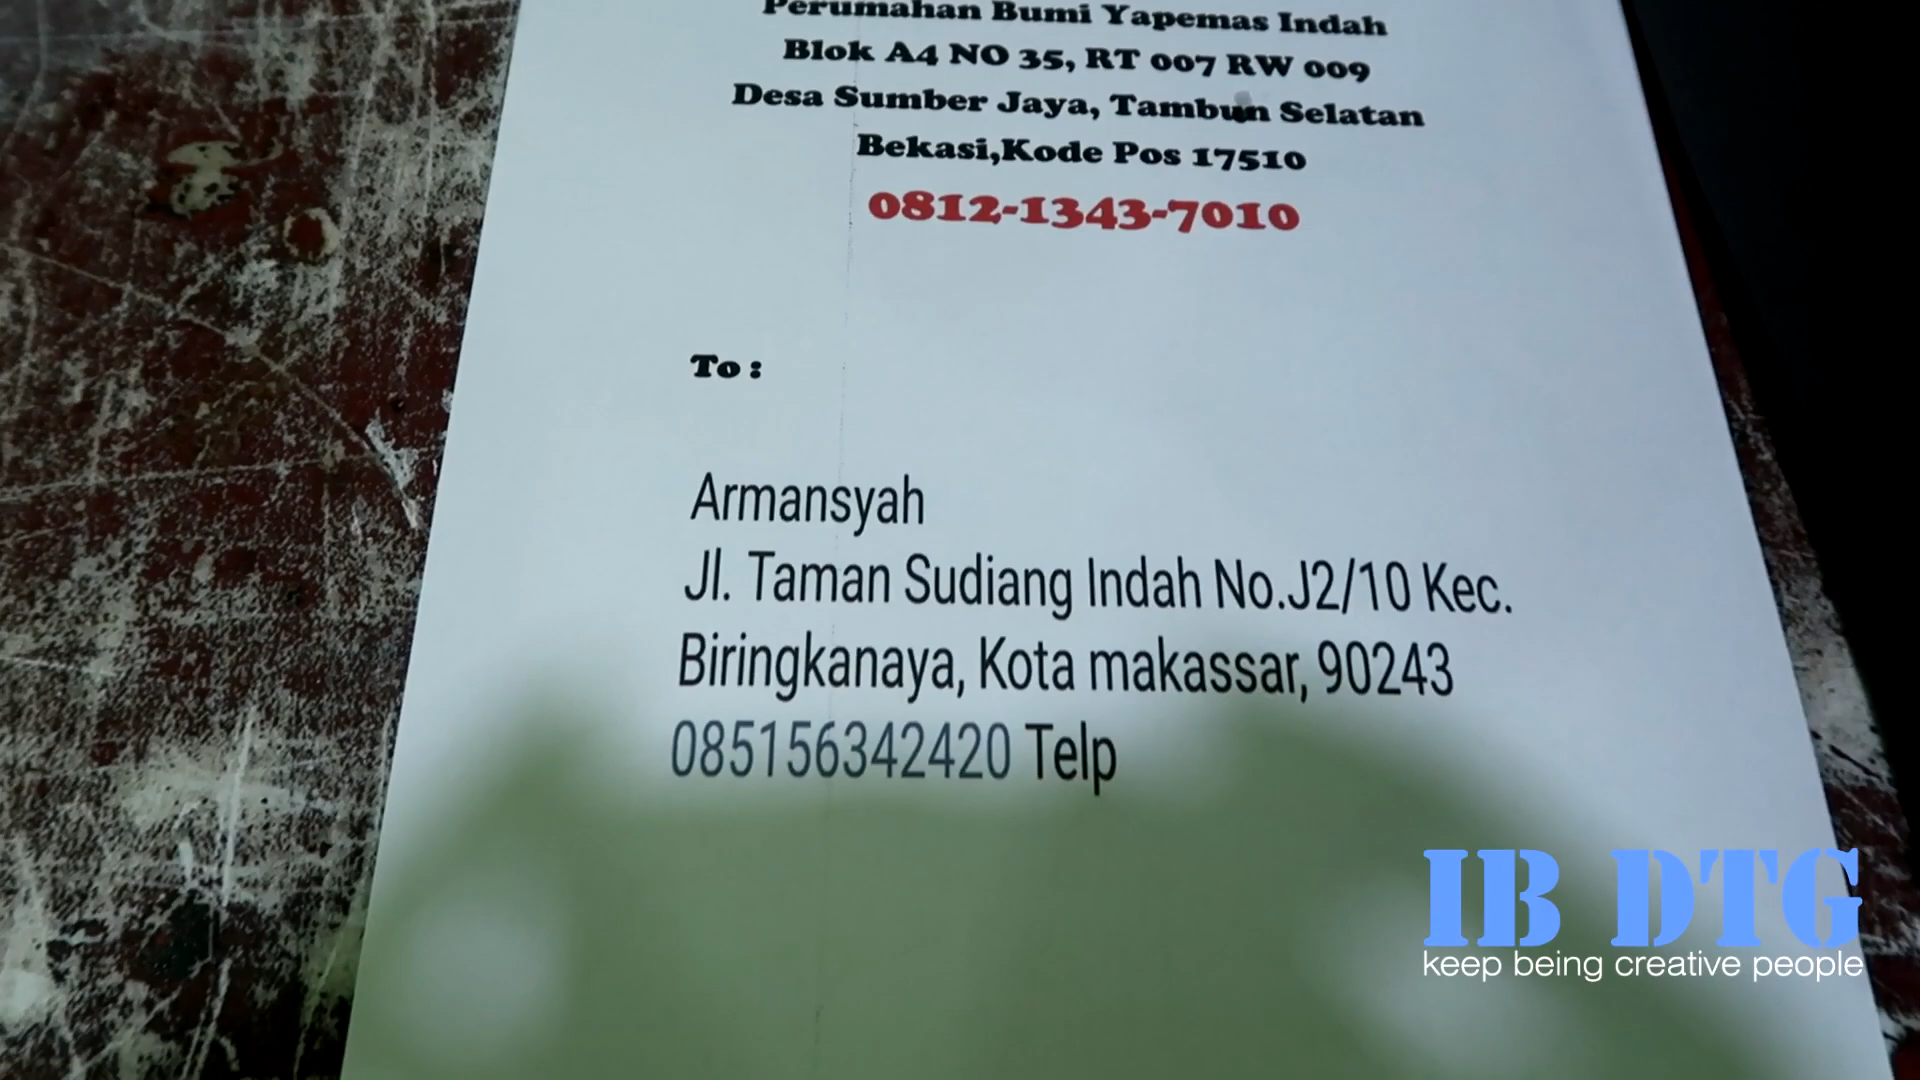 Perumahan Bumi Yapemas Indah
Blok A4 NO 35, RT 007 RW 009
Desa Sumber Jaya, Tambun Selatan
Bekasi,Kode Pos 17510
0812-1343-7010
To :
Armansyah
Jl. Taman Sudiang Indah No.J2/10 Kec.
Biringkanaya, Kota makassar, 90243
085156342420 Telp
IB DTG
keep being creative people